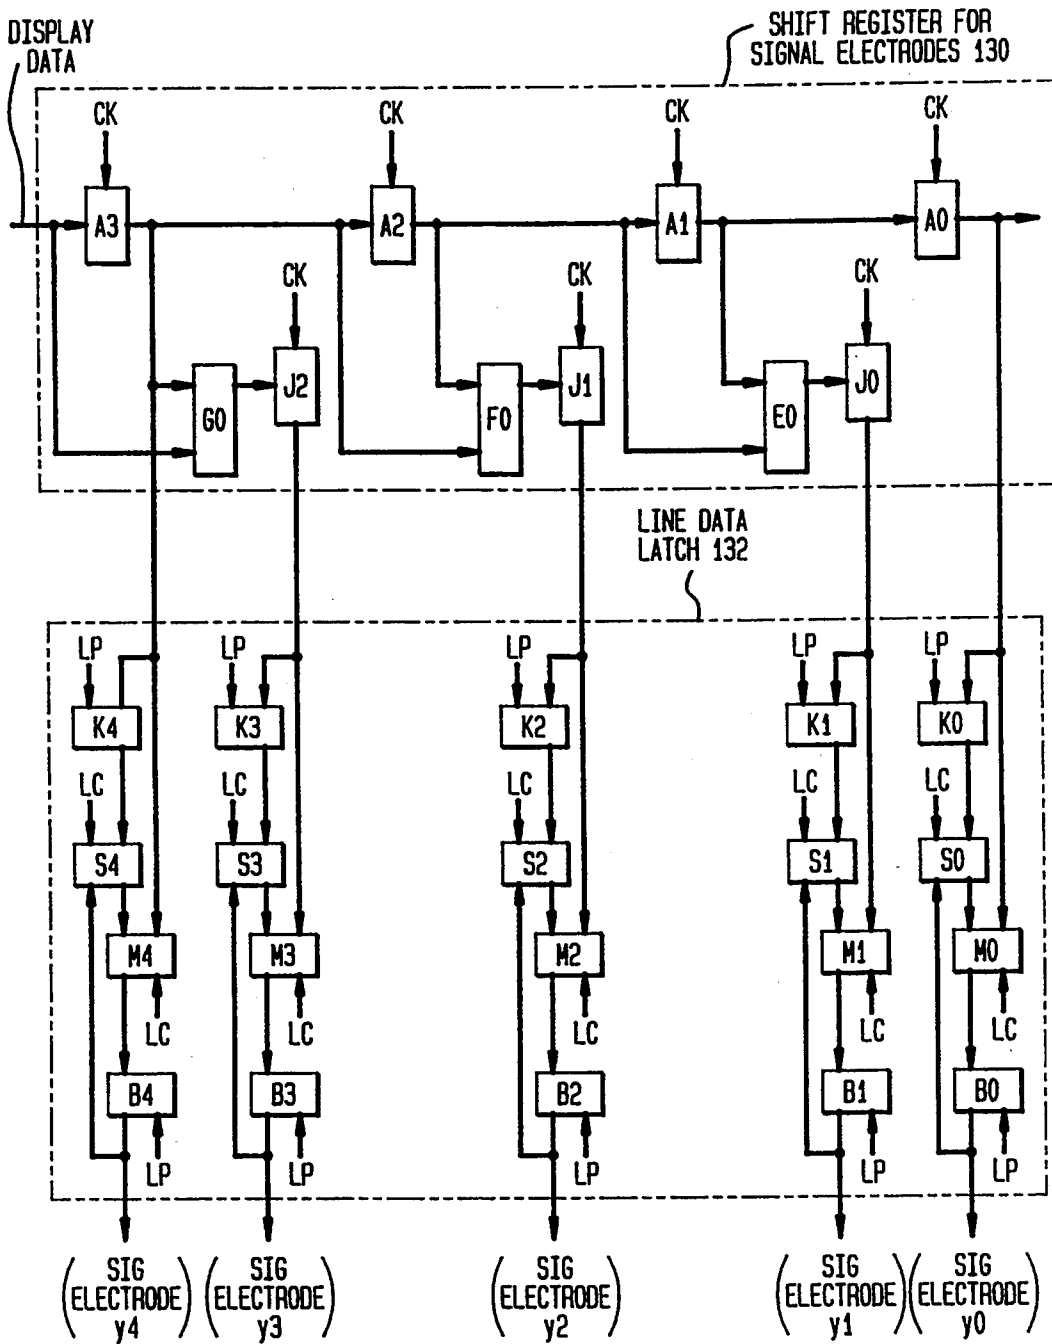 DISPLAY
DATA
SHIFT REGISTER FOR
SIGNAL ELECTRODES 130
CK
CK
CK
CK
A3
A2
A1
A0
CK
CK
CK
G0
J2
F0
J1
E0
J0
LINE DATA
LATCH 132
LP
LP
LP
LP
LP
K4
K3
K2
K1
K0
LC
LC
LC
LC
LC
S4
S3
S2
S1
S0
M4
M3
M2
M1
M0
LC
LC
LC
LC
LC
B4
B3
B2
B1
B0
LP
LP
LP
LP
LP
(SIG
ELECTRODE
y4)
(SIG
ELECTRODE
y3)
(SIG
ELECTRODE
y2)
(SIG
ELECTRODE
y1)
(SIG
ELECTRODE
y0)